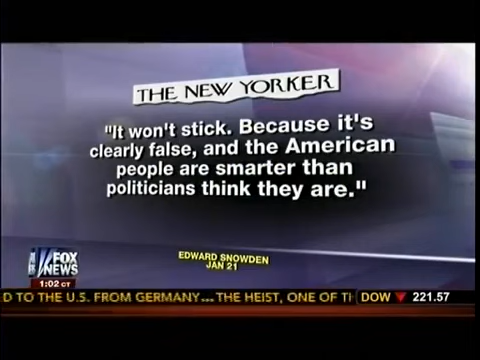 THE NEW YORKER
"It won't stick. Because it's
clearly false, and the American
people are smarter than
politicians think they are."
EDWARD SNOWDEN
JAN 21
FOX
NEWS
1:02 CT
D TO THE U.S. FROM GERMANY... THE HEIST, ONE OF
DOW ▼ 221.57